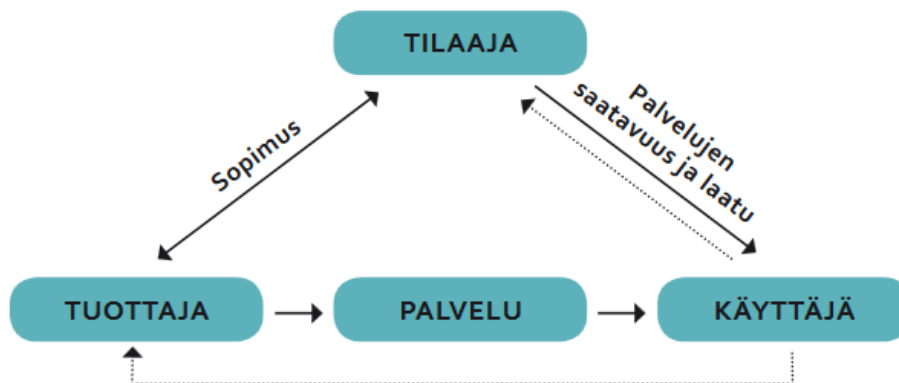 TILAAJA
Sopimus
Palvelujen
saatavuus ja laatu
TUOTTAJA
PALVELU
KÄYTTÄJÄ